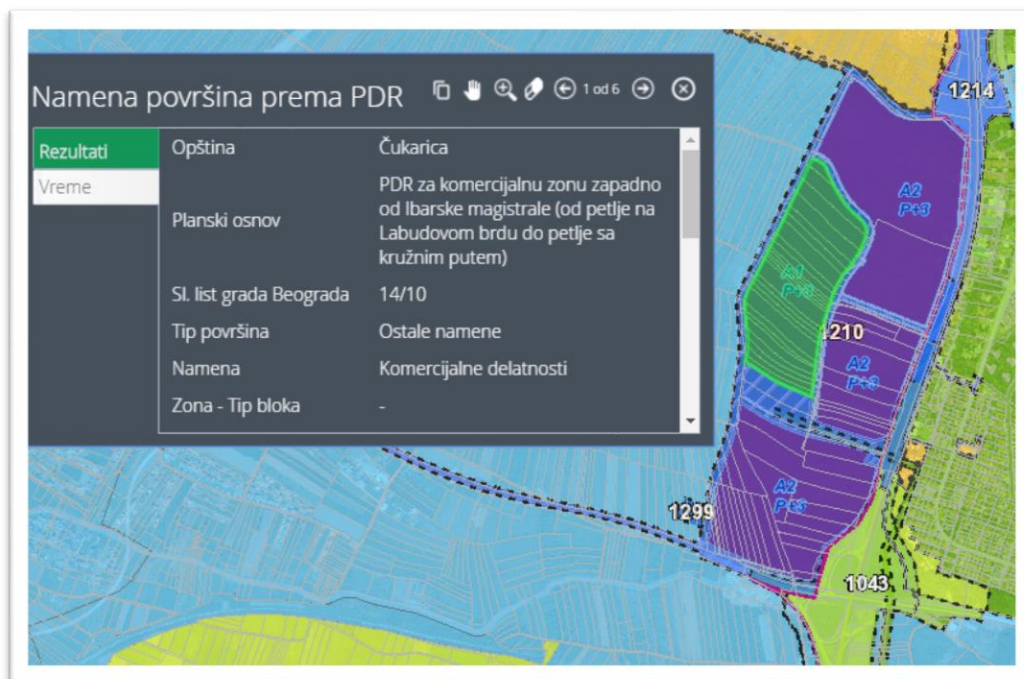 Namena površina prema PDR
1 od 6
Rezultati
Vreme
Opština Čukarica
Planski osnov PDR za komercijalnu zonu zapadno
od Ibarske magistrale (od petlje na
Labudovom brdu do petlje sa
kružnim putem)
Sl. list grada Beograda 14/10
Tip površina Ostale namene
Namena Komercijalne delatnosti
Zona - Tip bloka -
1214
A2
P+3
A1
P+3
1210
A2
P+3
A2
P+3
1299
1043